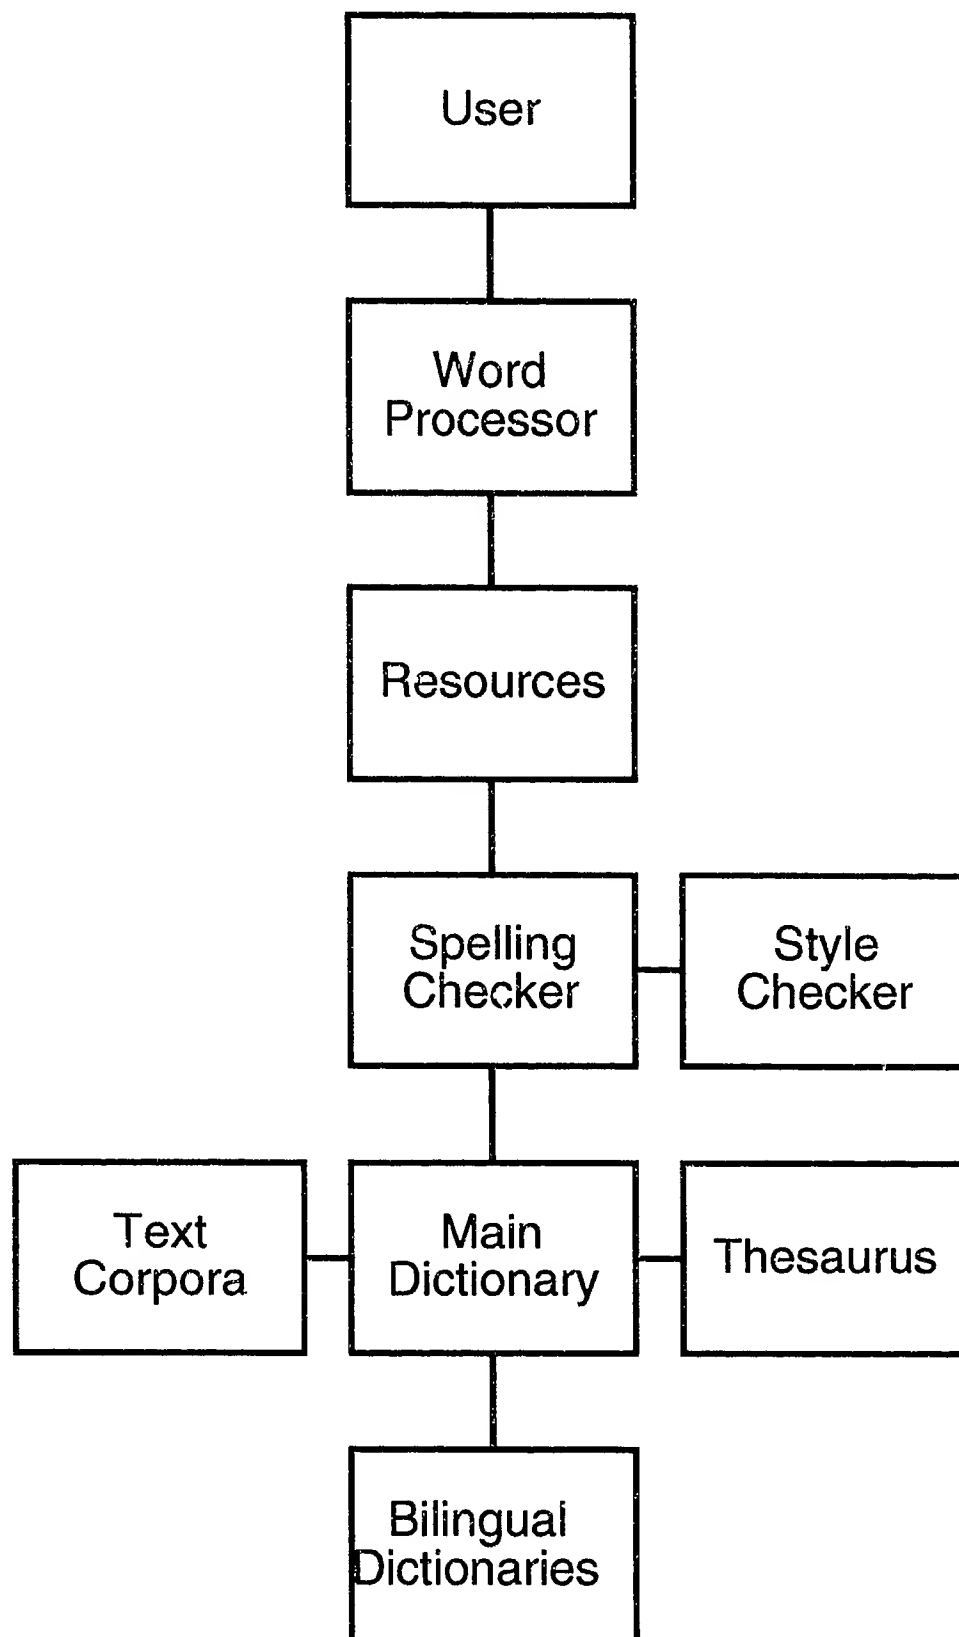 User
Word
Processor
Resources
Spelling
Checker
Style
Checker
Text
Corpora
Main
Dictionary
Thesaurus
Bilingual
Dictionaries